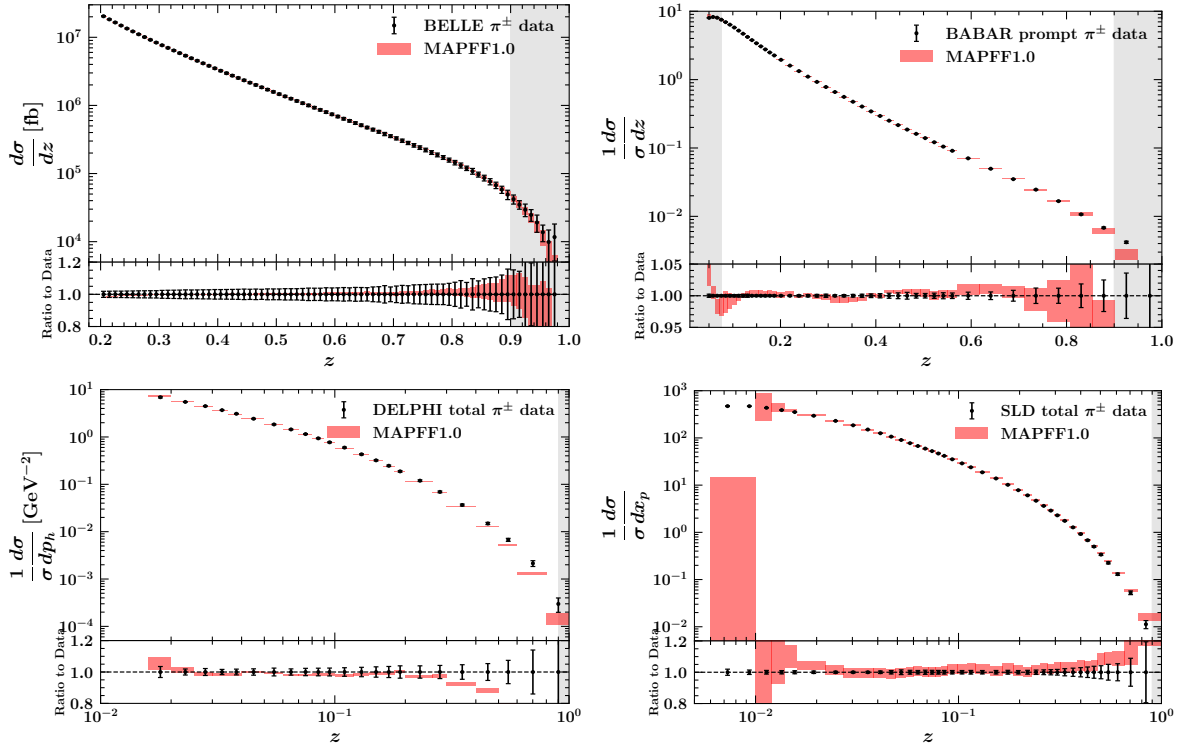 BELLE π± data
MAPFF1.0
dσ/dz [fb]
10^7
10^6
10^5
10^4
Ratio to Data
1.2
1.0
0.8
0.2 0.3 0.4 0.5 0.6 0.7 0.8 0.9 1.0
z
BABAR prompt π± data
MAPFF1.0
1/σ dσ/dz
10^1
10^0
10^−2
Ratio to Data
1.05
1.00
0.95
0.2 0.4 0.6 0.8 1.0
z
DELPHI total π± data
MAPFF1.0
1/σ dσ/dp_h [GeV^−2]
10^1
10^0
10^−1
10^−2
10^−3
10^−4
Ratio to Data
1.2
1.0
0.8
10^−2 10^−1 10^0
z
SLD total π± data
MAPFF1.0
1/σ dσ/dx_p
10^3
10^2
10^1
10^0
10^−1
10^−2
Ratio to Data
1.2
1.0
0.8
10^−2 10^−1 10^0
z